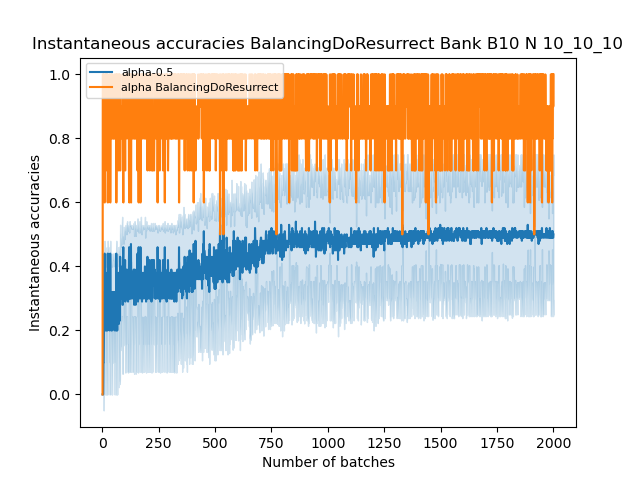 Instantaneous accuracies BalancingDoResurrect Bank B10 N 10_10_10
alpha-0.5
alpha BalancingDoResurrect
1.0
0.8
0.6
0.4
0.2
0.0
Instantaneous accuracies
0 250 500 750 1000 1250 1500 1750 2000
Number of batches